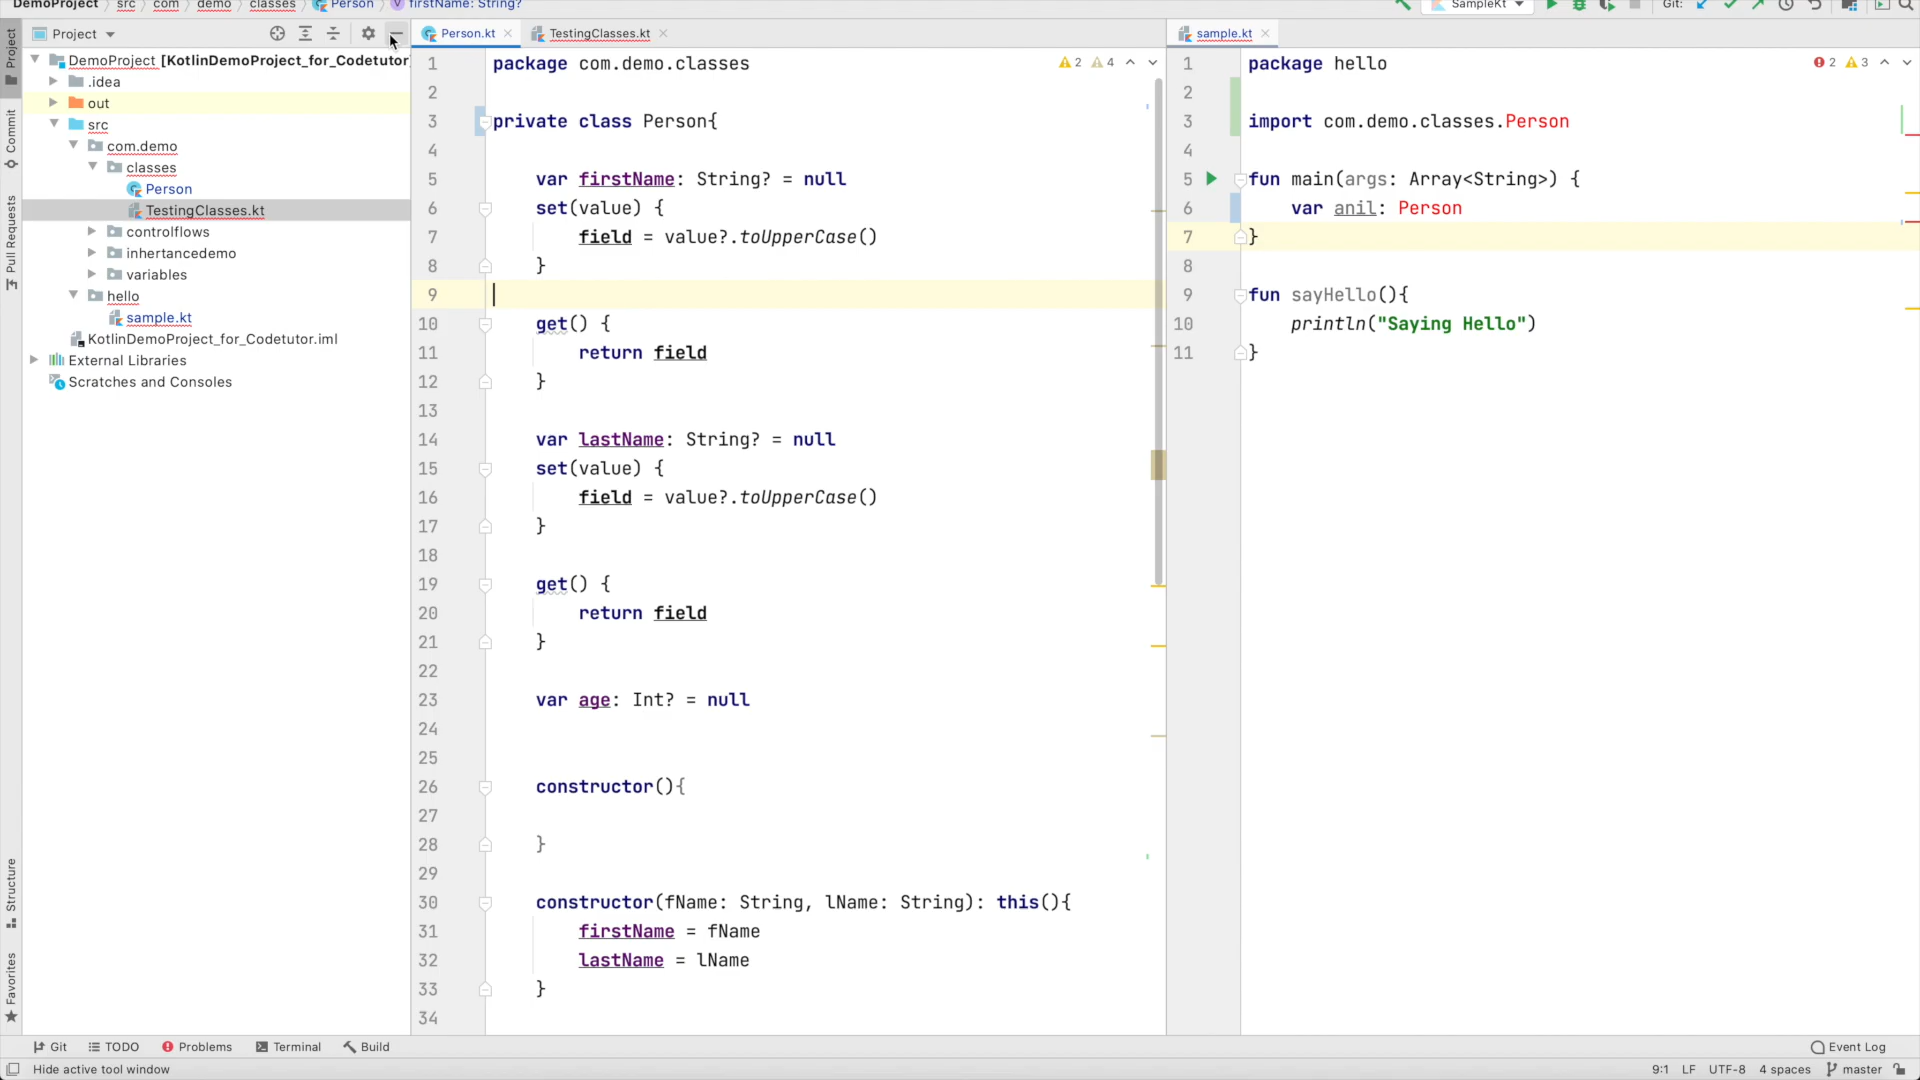 DemoProject src com demo classes Person firstName: String?
SampleKt
Git:
Project
Person.kt
TestingClasses.kt
sample.kt
Project
Commit
Pull Requests
Structure
Favorites
DemoProject [KotlinDemoProject_for_Codetutor]
.idea
out
src
com.demo
classes
Person
TestingClasses.kt
controlflows
inhertancedemo
variables
hello
sample.kt
KotlinDemoProject_for_Codetutor.iml
External Libraries
Scratches and Consoles
2 4
1 package com.demo.classes
2
3 private class Person{
4
5 var firstName: String? = null
6 set(value) {
7 field = value?.toUpperCase()
8 }
9
10 get() {
11 return field
12 }
13
14 var lastName: String? = null
15 set(value) {
16 field = value?.toUpperCase()
17 }
18
19 get() {
20 return field
21 }
22
23 var age: Int? = null
24
25
26 constructor(){
27
28 }
29
30 constructor(fName: String, lName: String): this(){
31 firstName = fName
32 lastName = lName
33 }
34
2 3
1 package hello
2
3 import com.demo.classes.Person
4
5 fun main(args: Array<String>) {
6 var anil: Person
7 }
8
9 fun sayHello(){
10 println("Saying Hello")
11 }
Git
TODO
Problems
Terminal
Build
Event Log
Hide active tool window
9:1 LF UTF-8 4 spaces master